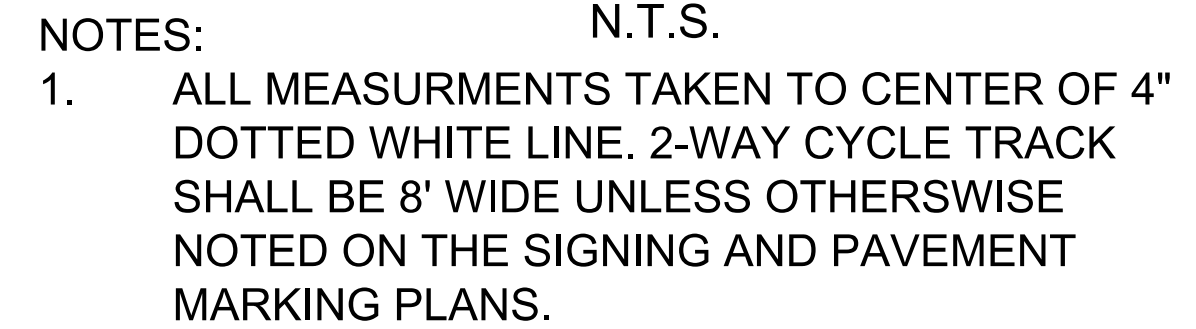 N.T.S.
NOTES:
1. ALL MEASURMENTS TAKEN TO CENTER OF 4"
DOTTED WHITE LINE. 2-WAY CYCLE TRACK
SHALL BE 8' WIDE UNLESS OTHERSWISE
NOTED ON THE SIGNING AND PAVEMENT
MARKING PLANS.